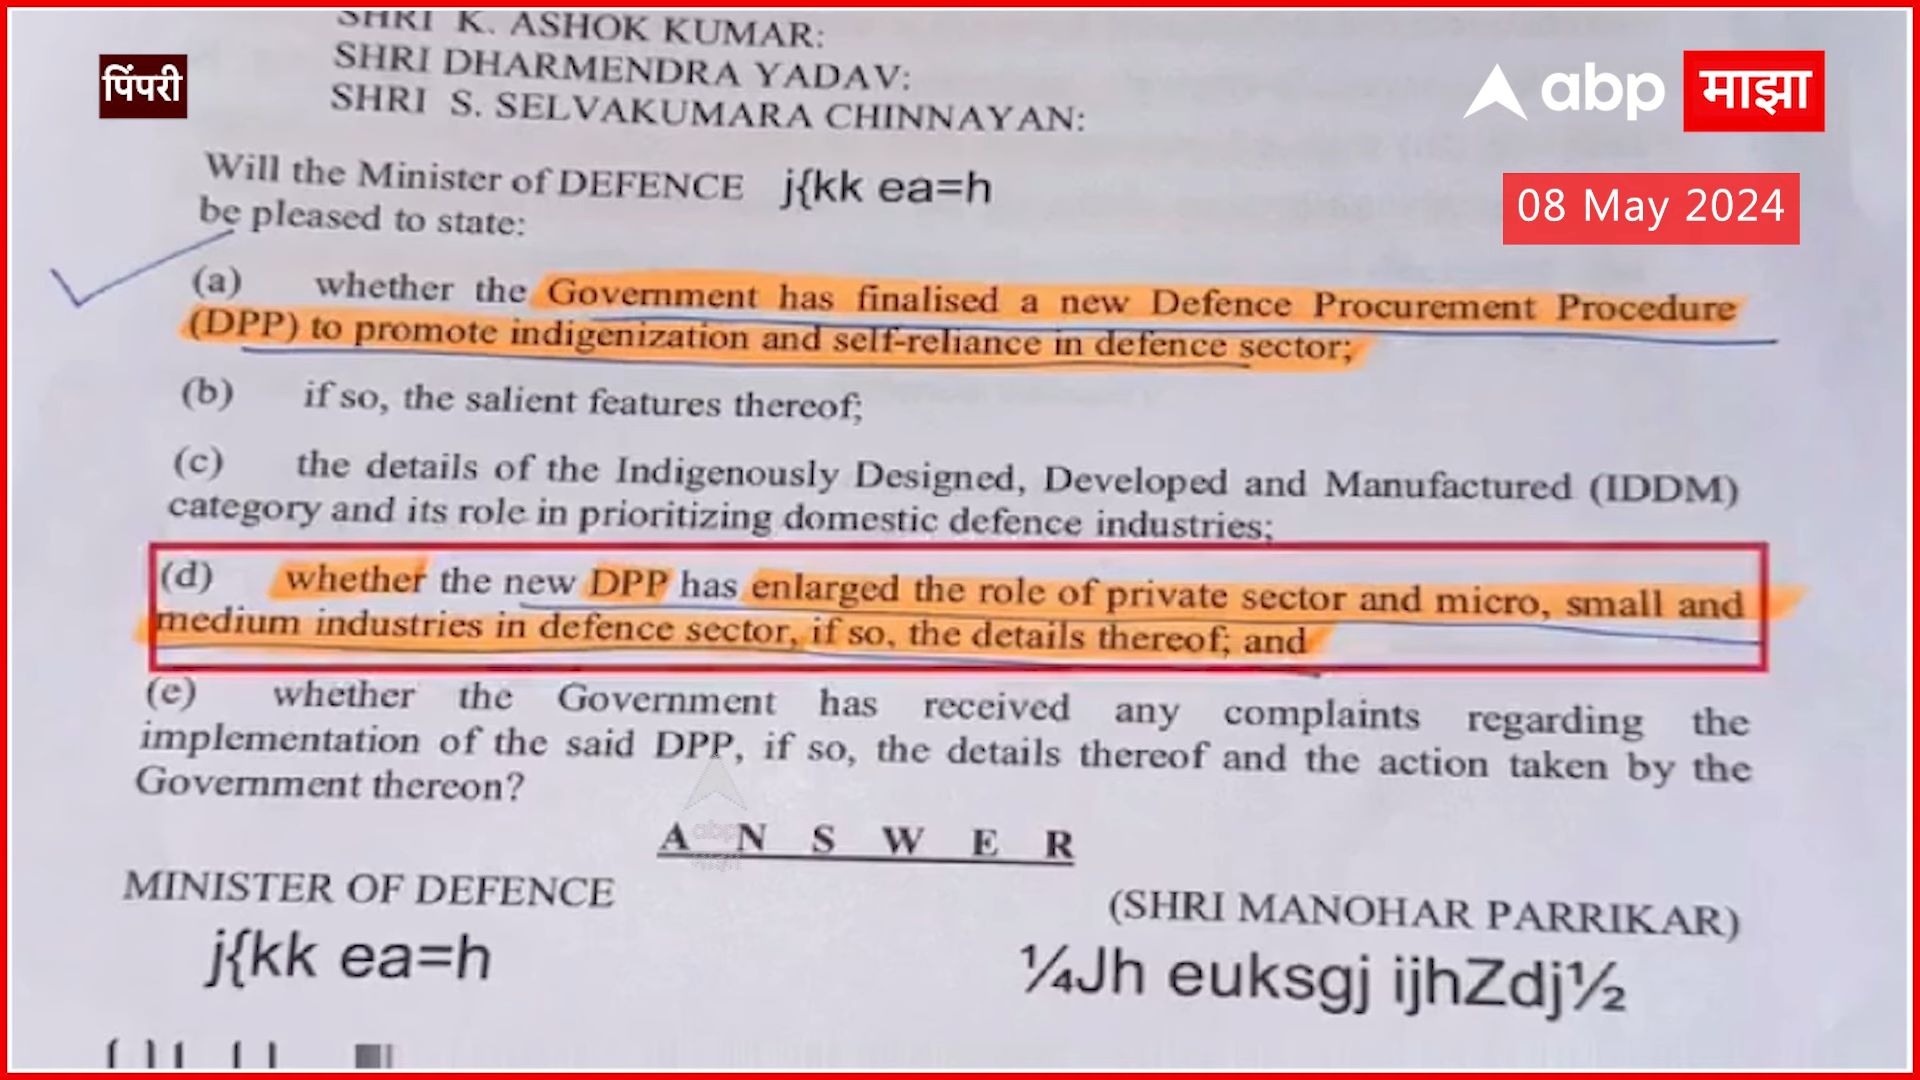 SHRI K. ASHOK KUMAR:
SHRI DHARMENDRA YADAV:
SHRI S. SELVAKUMARA CHINNAYAN:
पिंपरी
abp माझा
08 May 2024
Will the Minister of DEFENCE j{kk ea=h
be pleased to state:
(a) whether the Government has finalised a new Defence Procurement Procedure
(DPP) to promote indigenization and self-reliance in defence sector;
(b) if so, the salient features thereof;
(c) the details of the Indigenously Designed, Developed and Manufactured (IDDM)
category and its role in prioritizing domestic defence industries;
(d) whether the new DPP has enlarged the role of private sector and micro, small and
medium industries in defence sector, if so, the details thereof; and
(e) whether the Government has received any complaints regarding the
implementation of the said DPP, if so, the details thereof and the action taken by the
Government thereon?
abp
माझा
A N S W E R
MINISTER OF DEFENCE (SHRI MANOHAR PARRIKAR)
j{kk ea=h ¼Jh euksgj ijhZdj½